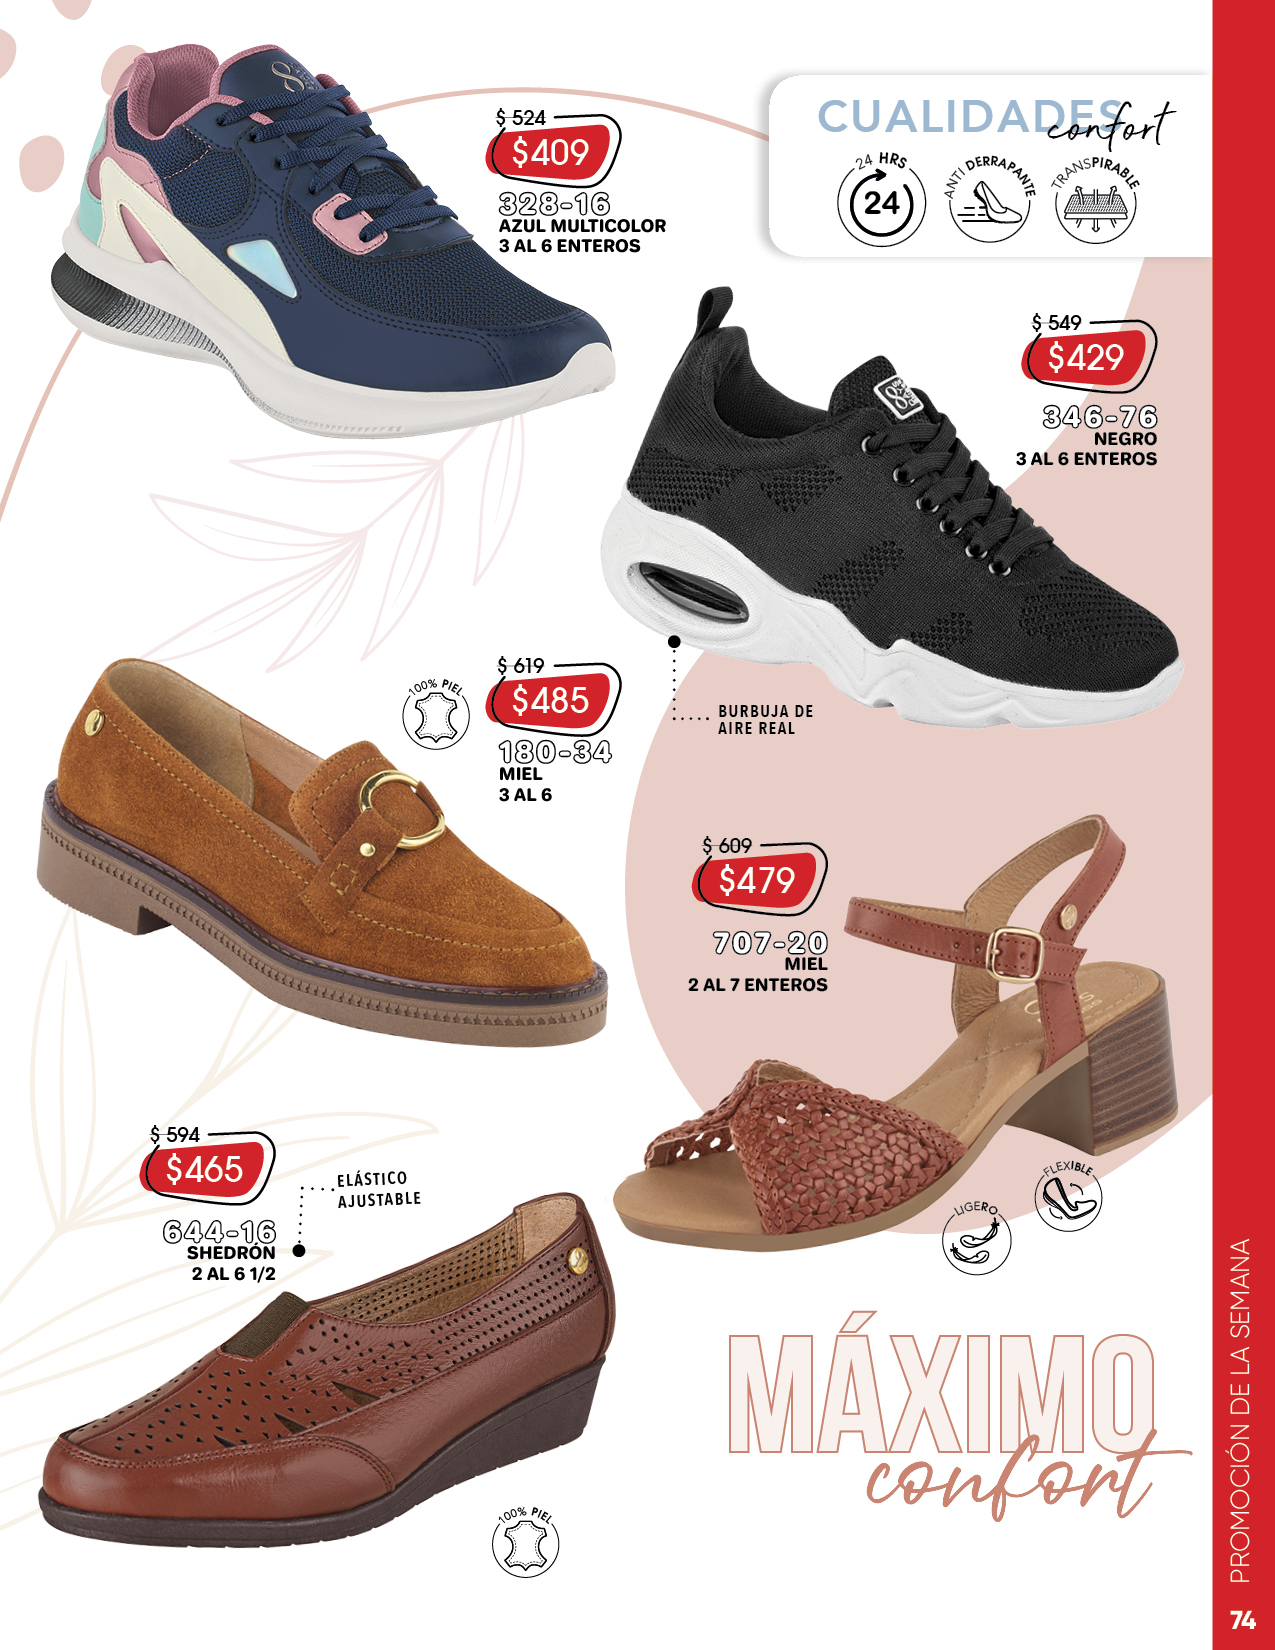 $ 524
$409
328-16
AZUL MULTICOLOR
3 AL 6 ENTEROS
CUALIDADES
confort
24 HRS
24
ANTI DERRAPANTE
TRANSPIRABLE
$ 549
$429
346-76
NEGRO
3 AL 6 ENTEROS
BURBUJA DE
AIRE REAL
100% PIEL
$ 619
$485
180-34
MIEL
3 AL 6
$ 609
$479
707-20
MIEL
2 AL 7 ENTEROS
LIGERO
FLEXIBLE
$ 594
$465
644-16
SHEDRÓN
2 AL 6 1/2
ELÁSTICO
AJUSTABLE
100% PIEL
MÁXIMO
confort
PROMOCIÓN DE LA SEMANA
74